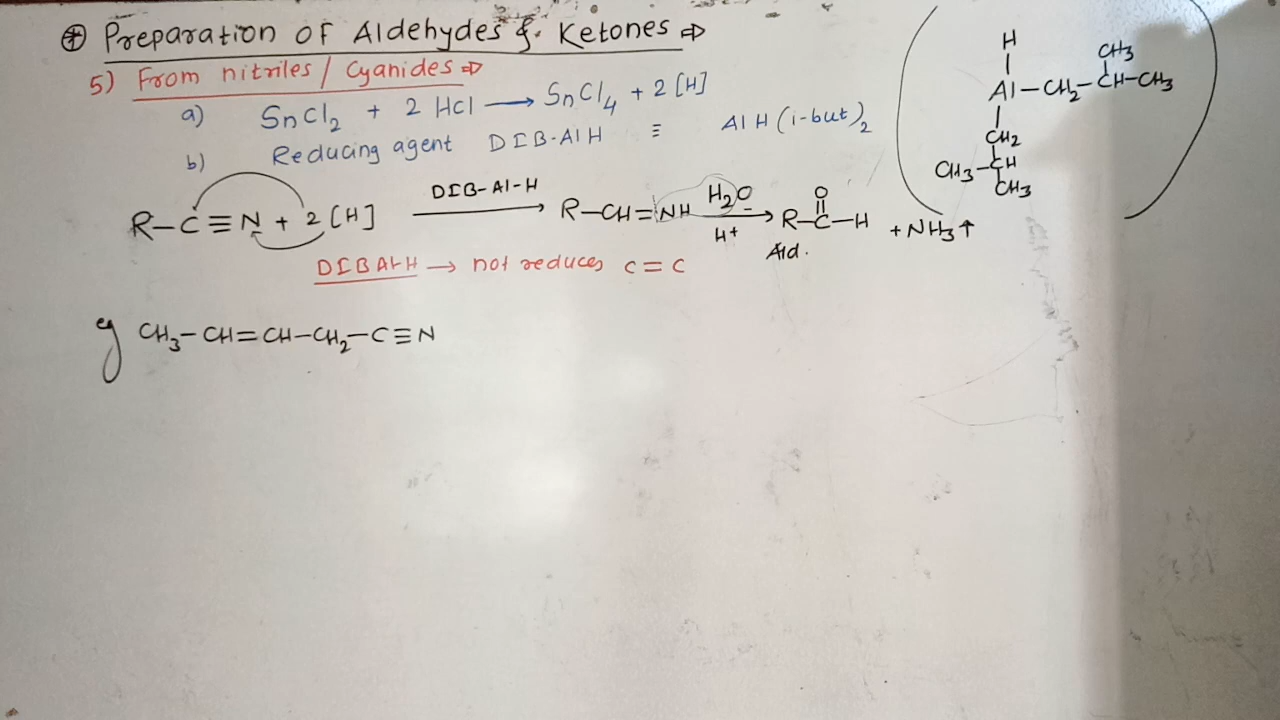 ⊕ Preparation of Aldehydes & Ketones ⇒
5) From nitriles / Cyanides ⇒
a) SnCl₂ + 2 HCl ⟶ SnCl₄ + 2 [H]
b) Reducing agent DIB-AlH ≡ AlH(i-but)₂
H
|
Al–CH₂–CH–CH₃
CH₃
|
CH₂
CH₃–CH
CH₃
R–C≡N + 2 [H] DIB-Al-H ⟶ R–CH=NH H₂O ⟶ H⁺ R–C–H + NH₃↑
O
||
Ald.
DIBAl-H ⟶ not reduces C=C
eg CH₃–CH=CH–CH₂–C≡N